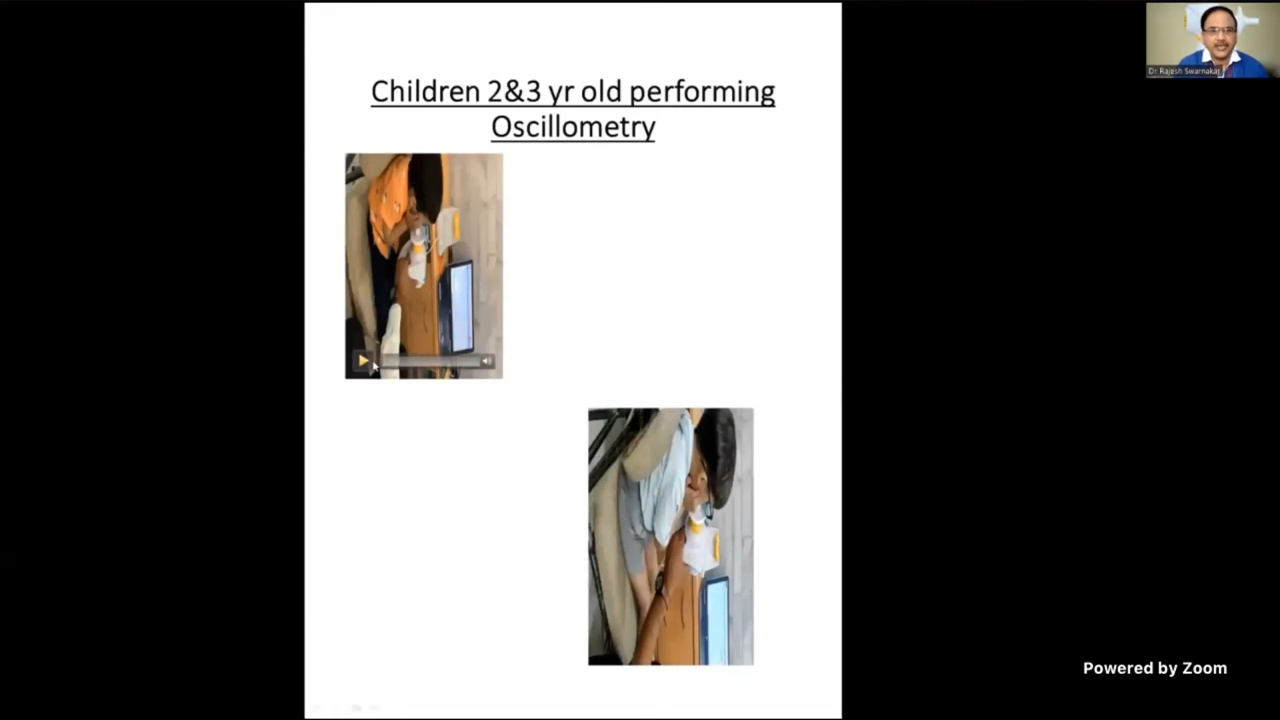 Children 2&3 yr old performing
Oscillometry
Dr Rajesh Swarnakar
Powered by Zoom